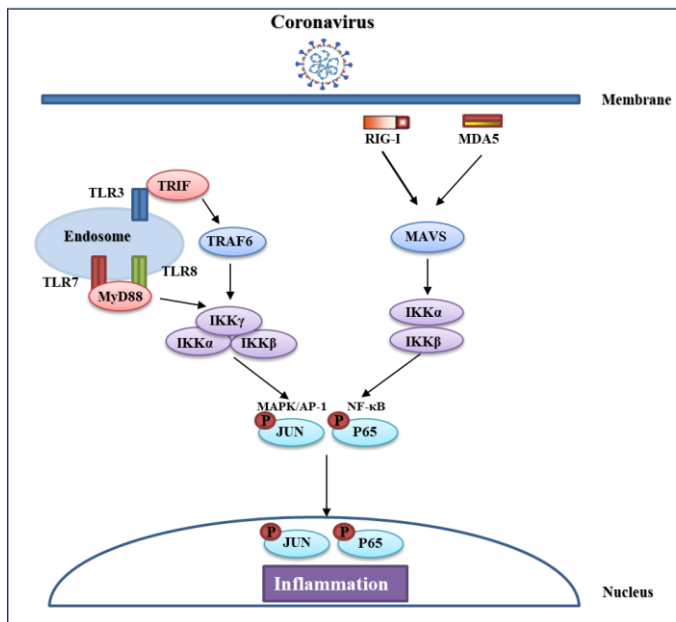 Coronavirus
Membrane
RIG-I
MDA5
TLR3
TRIF
Endosome
TRAF6
MAVS
TLR7
TLR8
MyD88
IKKγ
IKKα
IKKβ
IKKα
IKKβ
MAPK/AP-1
NF-κB
P
JUN
P
P65
P
JUN
P
P65
Inflammation
Nucleus